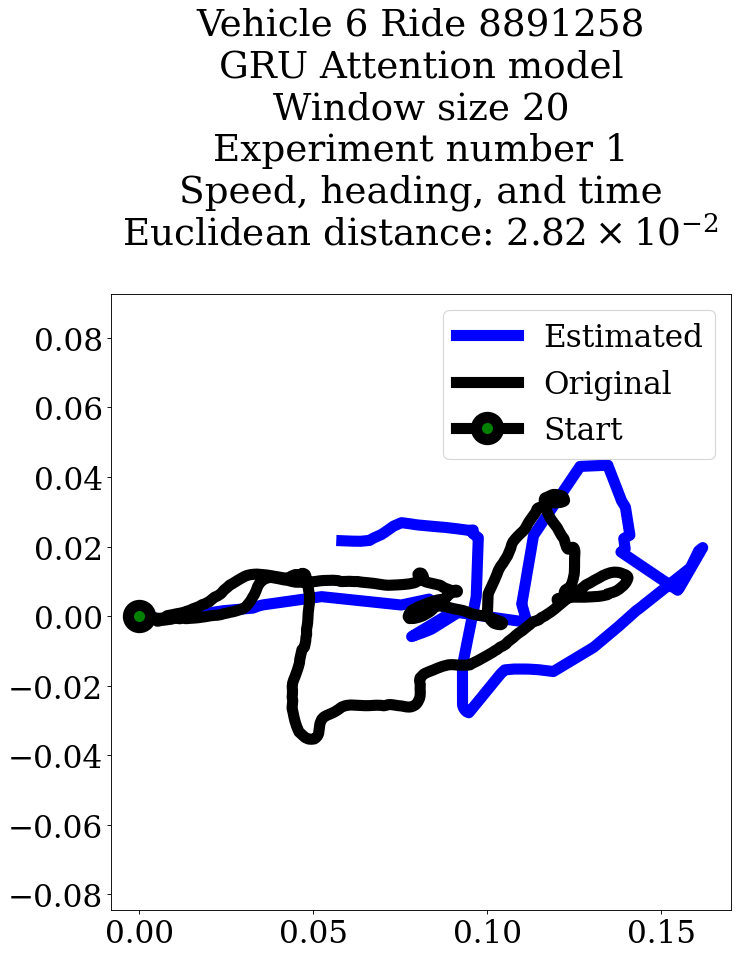 Vehicle 6 Ride 8891258
GRU Attention model
Window size 20
Experiment number 1
Speed, heading, and time
Euclidean distance: 2.82 × 10⁻²
Estimated
Original
Start
0.08
0.06
0.04
0.02
0.00
−0.02
−0.04
−0.06
−0.08
0.00 0.05 0.10 0.15